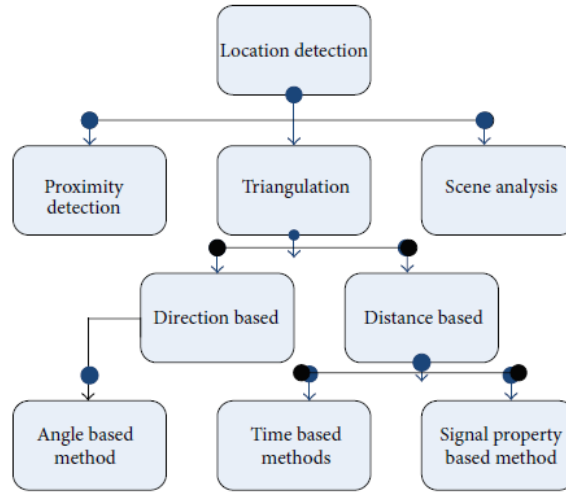 Location detection
Proximity
detection
Triangulation
Scene analysis
Direction based
Distance based
Angle based
method
Time based
methods
Signal property
based method